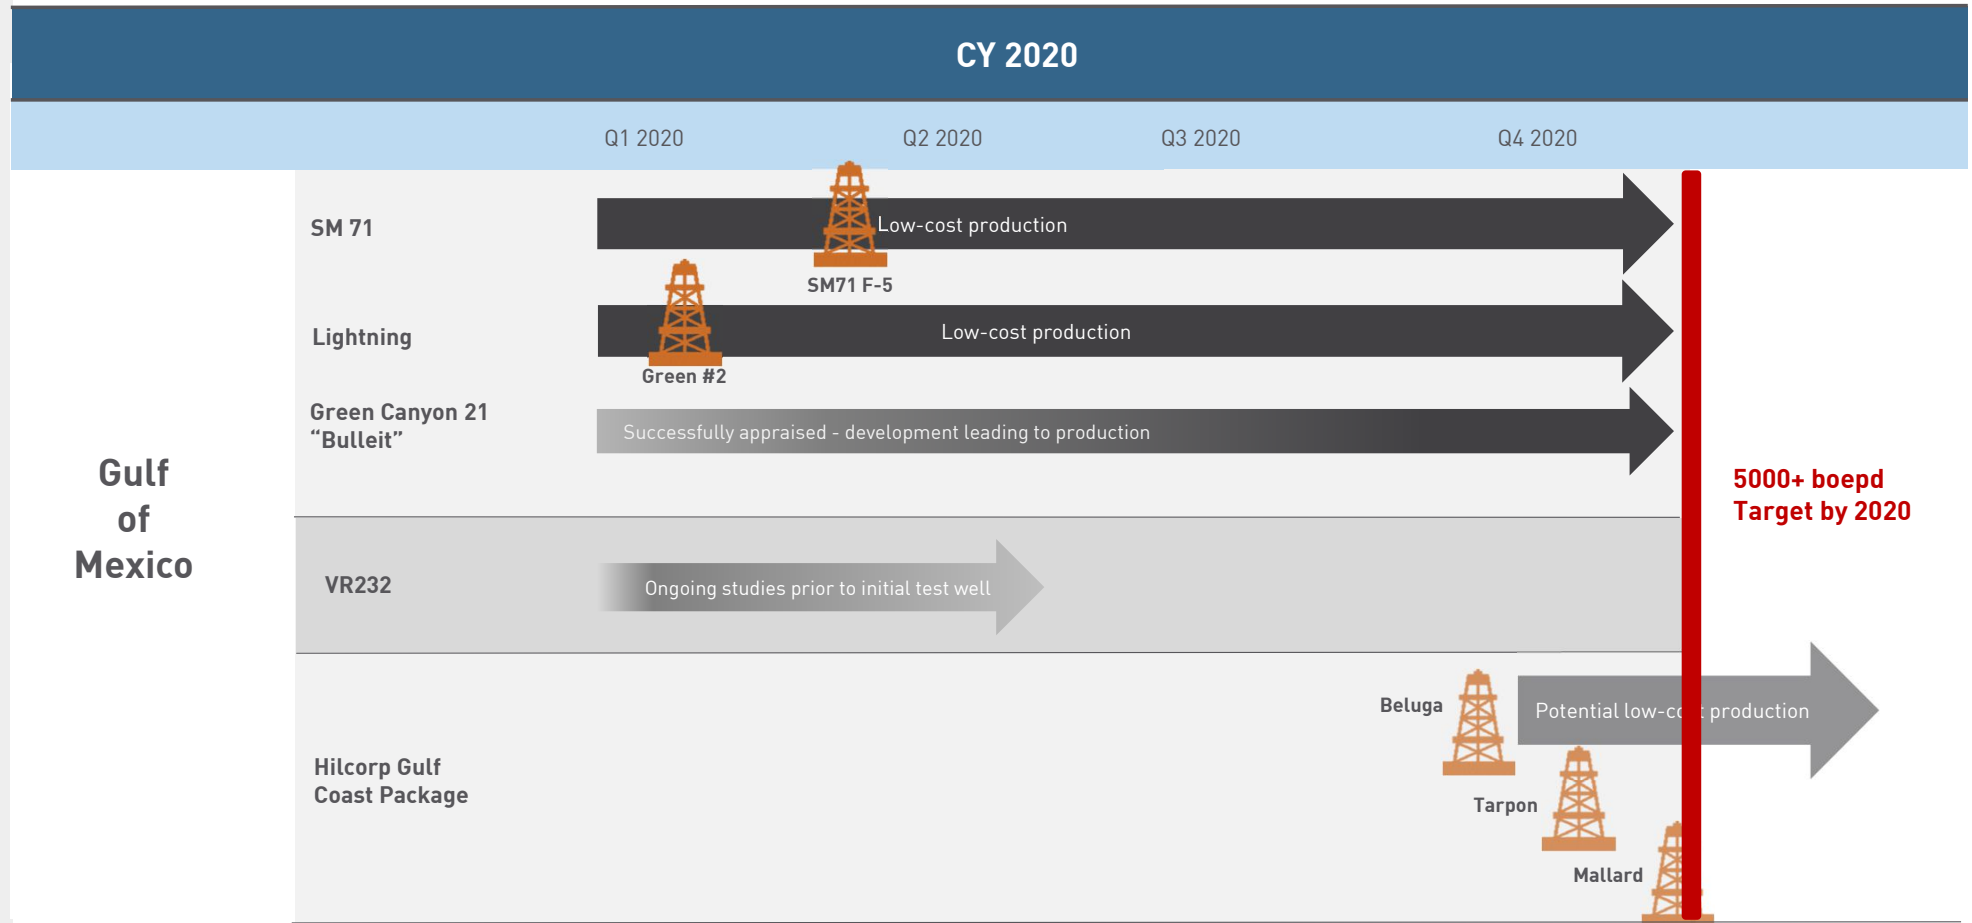 CY 2020
Q1 2020 Q2 2020 Q3 2020 Q4 2020
Gulf
of
Mexico
SM 71
Low-cost production
SM71 F-5
Lightning
Low-cost production
Green #2
Green Canyon 21
“Bulleit”
Successfully appraised - development leading to production
5000+ boepd
Target by 2020
VR232
Ongoing studies prior to initial test well
Hilcorp Gulf
Coast Package
Beluga
Potential low-cost production
Tarpon
Mallard